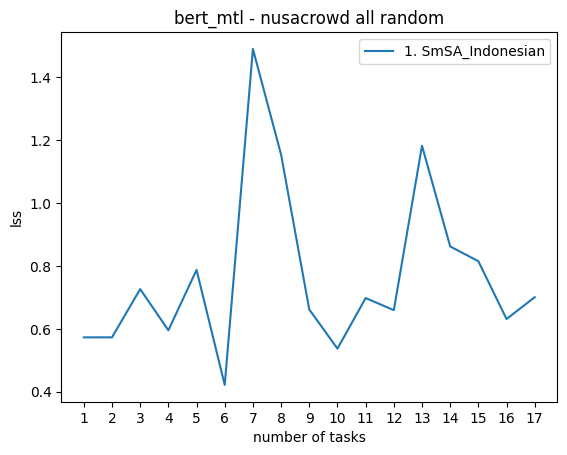 bert_mtl - nusacrowd all random
1. SmSA_Indonesian
lss
1.4
1.2
1.0
0.8
0.6
0.4
1 2 3 4 5 6 7 8 9 10 11 12 13 14 15 16 17
number of tasks